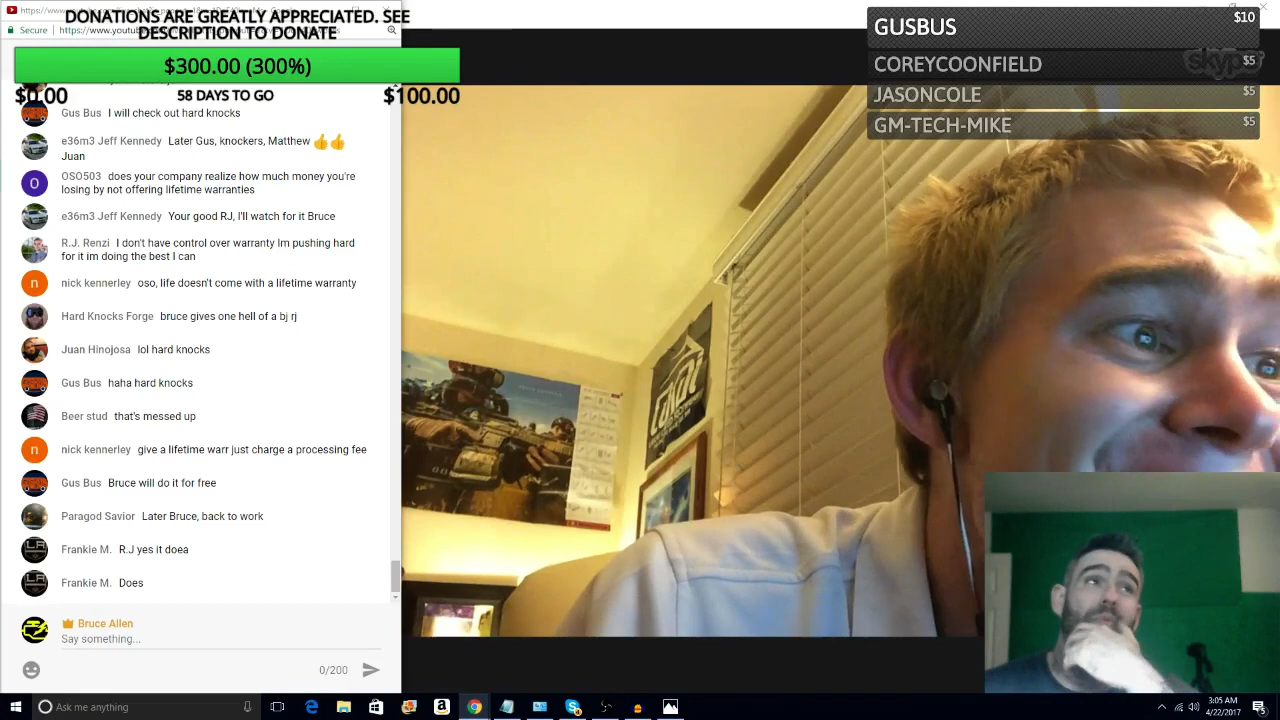 DONATIONS ARE GREATLY APPRECIATED. SEE
DESCRIPTION TO DONATE
Secure
$300.00 (300%)
$0.00
58 DAYS TO GO
$100.00
Gus Bus I will check out hard knocks
e36m3 Jeff Kennedy Later Gus, knockers, Matthew 👍👍
Juan
OSO503 does your company realize how much money you're
losing by not offering lifetime warranties
O
e36m3 Jeff Kennedy Your good RJ, I'll watch for it Bruce
R.J. Renzi I don't have control over warranty Im pushing hard
for it im doing the best I can
n
nick kennerley oso, life doesn't come with a lifetime warranty
Hard Knocks Forge bruce gives one hell of a bj rj
Juan Hinojosa lol hard knocks
Gus Bus haha hard knocks
Beer stud that's messed up
n
nick kennerley give a lifetime warr just charge a processing fee
Gus Bus Bruce will do it for free
Paragod Savior Later Bruce, back to work
LA
Frankie M. R.J yes it doea
LA
Frankie M. Does
Bruce Allen
Say something...
0/200
GUSBUS $10
COREYCOONFIELD $5
JASONCOLE $5
GM-TECH-MIKE $5
skype
Ask me anything
3:05 AM
4/22/2017